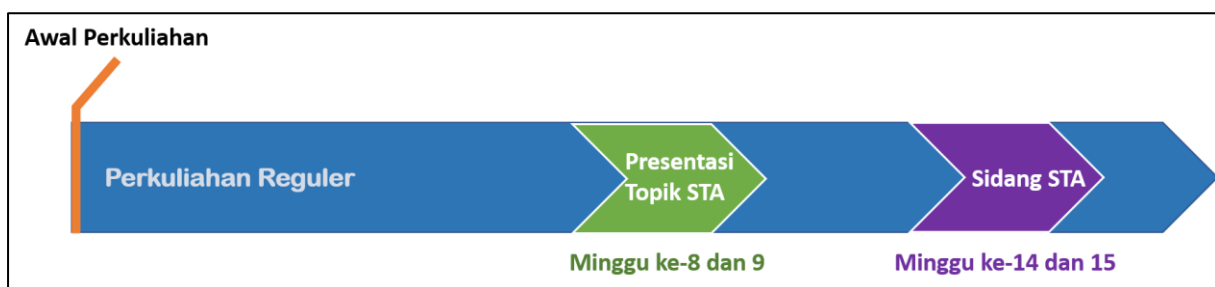 Awal Perkuliahan
Perkuliahan Reguler
Presentasi
Topik STA
Sidang STA
Minggu ke-8 dan 9
Minggu ke-14 dan 15